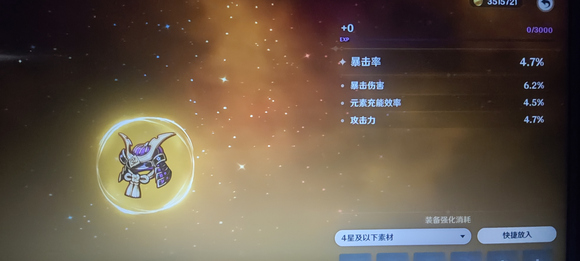 3515721
+0
0/3000
EXP
暴击率 4.7%
暴击伤害 6.2%
元素充能效率 4.5%
攻击力 4.7%
装备强化消耗
4星及以下素材
快捷放入